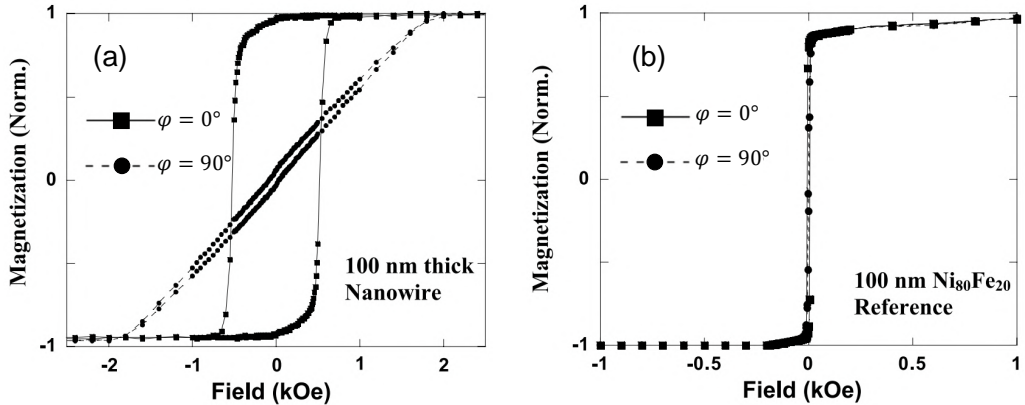 (a)
φ = 0°
φ = 90°
100 nm thick
Nanowire
Magnetization (Norm.)
1
0
-1
-2
-1
0
1
2
Field (kOe)
(b)
φ = 0°
φ = 90°
100 nm Ni₈₀Fe₂₀
Reference
Magnetization (Norm.)
1
0
-1
-1
-0.5
0
0.5
1
Field (kOe)